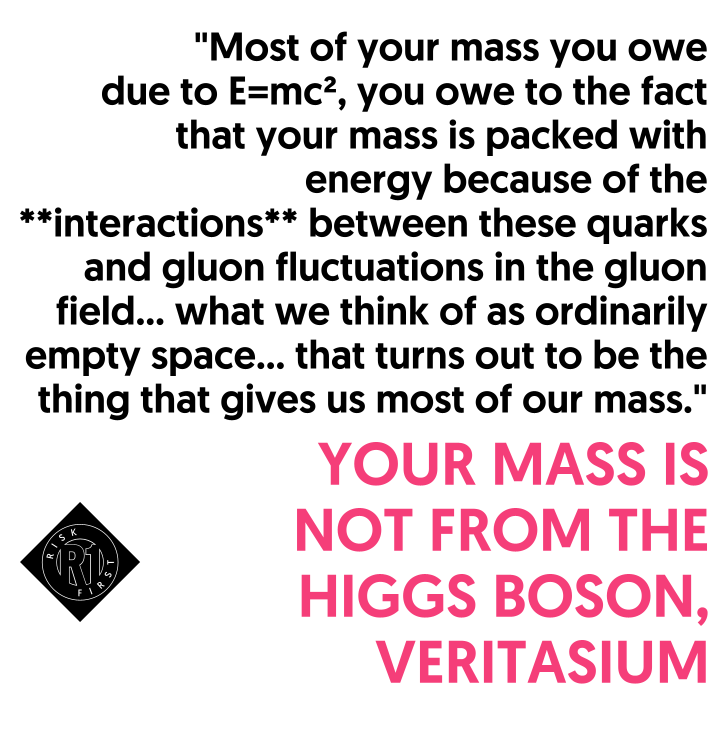 "Most of your mass you owe
due to E=mc², you owe to the fact
that your mass is packed with
energy because of the
**interactions** between these quarks
and gluon fluctuations in the gluon
field... what we think of as ordinarily
empty space... that turns out to be the
thing that gives us most of our mass."
YOUR MASS IS
NOT FROM THE
HIGGS BOSON,
VERITASIUM
RISK
R1
FIRST